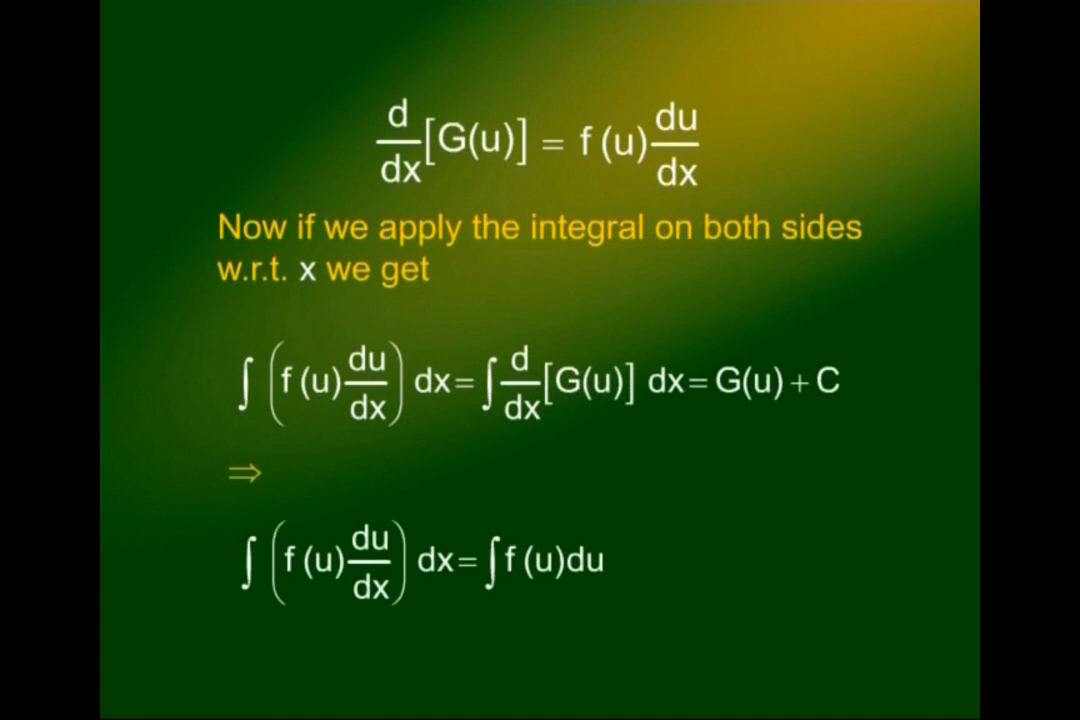 d/dx [G(u)] = f (u) du/dx
Now if we apply the integral on both sides
w.r.t. x we get
∫ (f (u) du/dx) dx = ∫ d/dx [G(u)] dx = G(u) + C
⇒
∫ (f (u) du/dx) dx = ∫ f (u)du